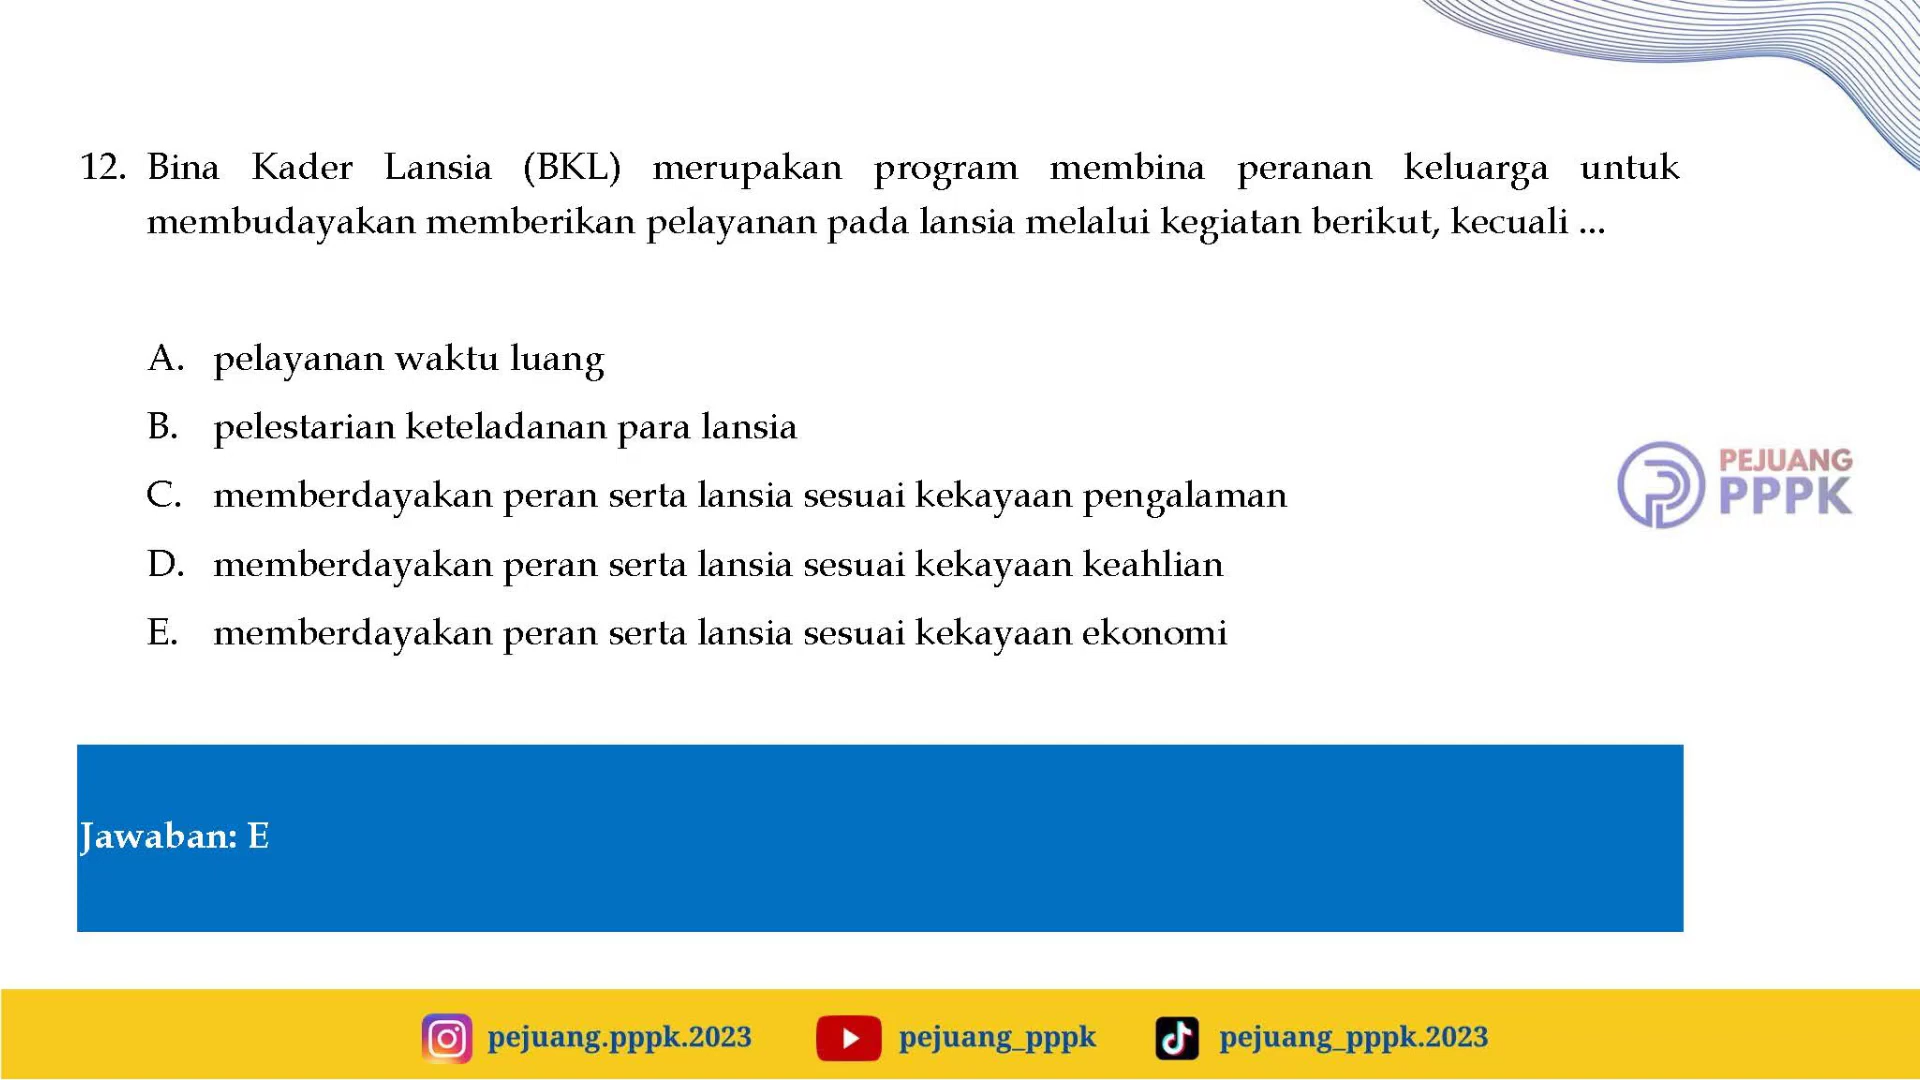 12. Bina Kader Lansia (BKL) merupakan program membina peranan keluarga untuk
membudayakan memberikan pelayanan pada lansia melalui kegiatan berikut, kecuali ...
A. pelayanan waktu luang
B. pelestarian keteladanan para lansia
C. memberdayakan peran serta lansia sesuai kekayaan pengalaman
D. memberdayakan peran serta lansia sesuai kekayaan keahlian
E. memberdayakan peran serta lansia sesuai kekayaan ekonomi
PEJUANG
PPPK
Jawaban: E
pejuang.pppk.2023 pejuang_pppk pejuang_pppk.2023